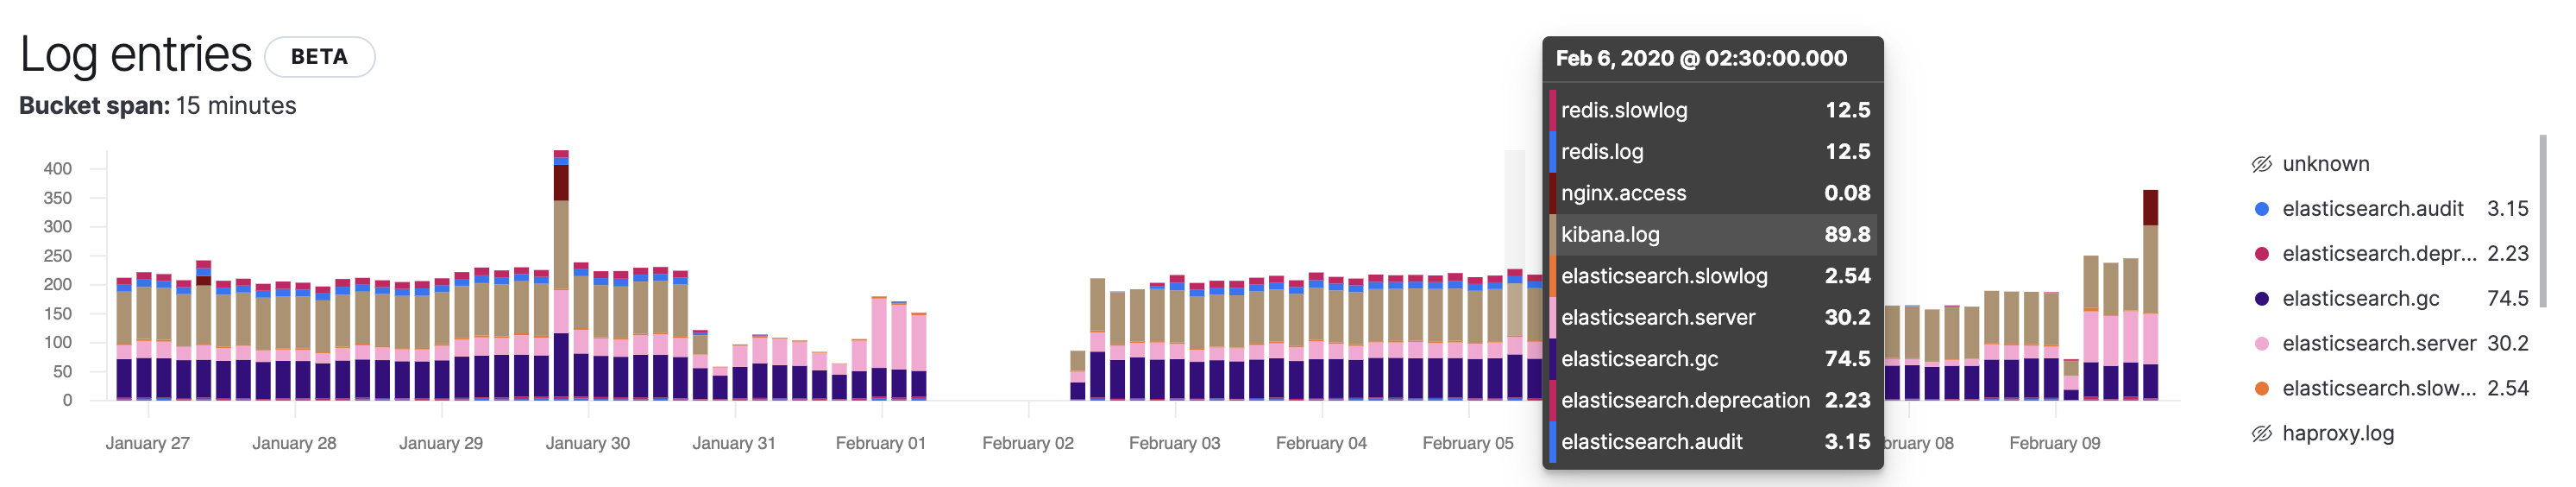 Log entries BETA
Bucket span: 15 minutes
400
350
300
250
200
150
100
50
0
January 27 January 28 January 29 January 30 January 31 February 01 February 02 February 03 February 04 February 05 bruary 08 February 09
Feb 6, 2020 @ 02:30:00.000
redis.slowlog 12.5
redis.log 12.5
nginx.access 0.08
kibana.log 89.8
elasticsearch.slowlog 2.54
elasticsearch.server 30.2
elasticsearch.gc 74.5
elasticsearch.deprecation 2.23
elasticsearch.audit 3.15
unknown
elasticsearch.audit 3.15
elasticsearch.depr... 2.23
elasticsearch.gc 74.5
elasticsearch.server 30.2
elasticsearch.slow... 2.54
haproxy.log